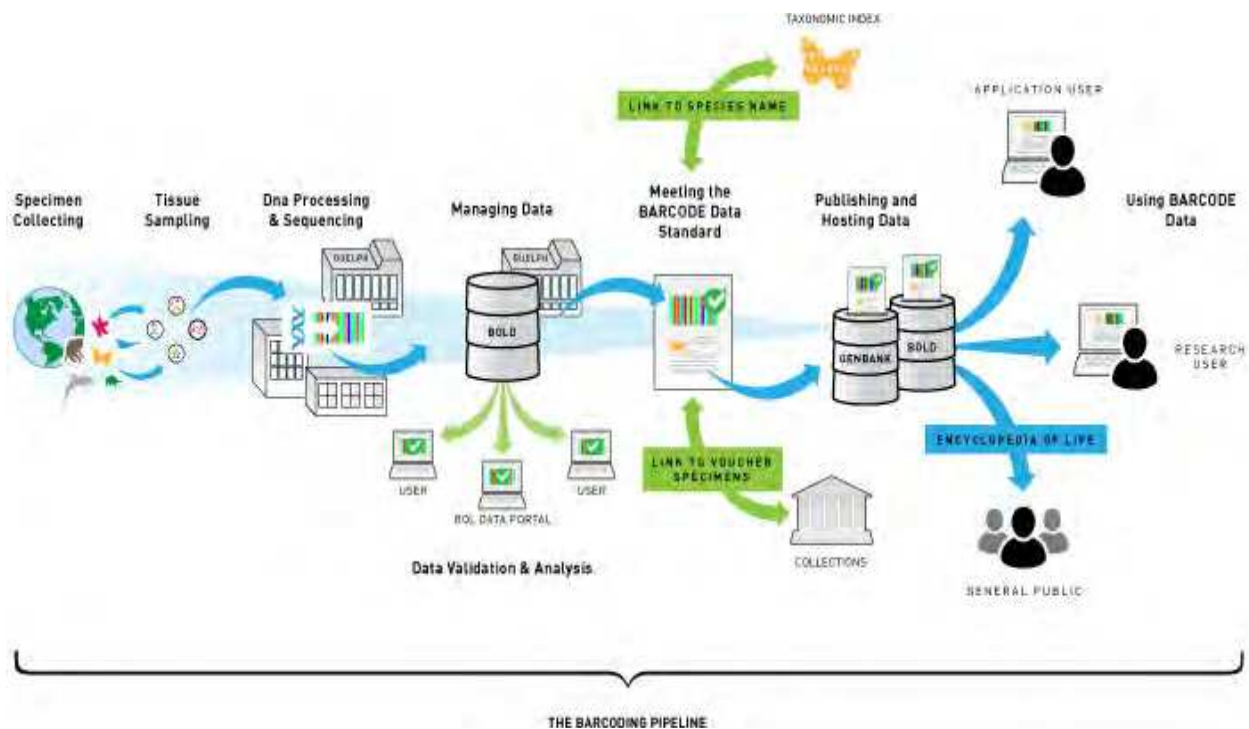 TAXONOMIC INDEX
LINK TO SPECIES NAME
APPLICATION USER
Specimen
Collecting
Tissue
Sampling
Dna Processing
& Sequencing
Managing Data
Meeting the
BARCODE Data
Standard
Publishing and
Hosting Data
Using BARCODE
Data
GUELPH
GUELPH
BOLD
GENBANK
BOLD
RESEARCH
USER
USER
BOL DATA PORTAL
USER
Data Validation & Analysis
LINK TO VOUCHER
SPECIMENS
COLLECTIONS
ENCYCLOPEDIA OF LIFE
GENERAL PUBLIC
THE BARCODING PIPELINE